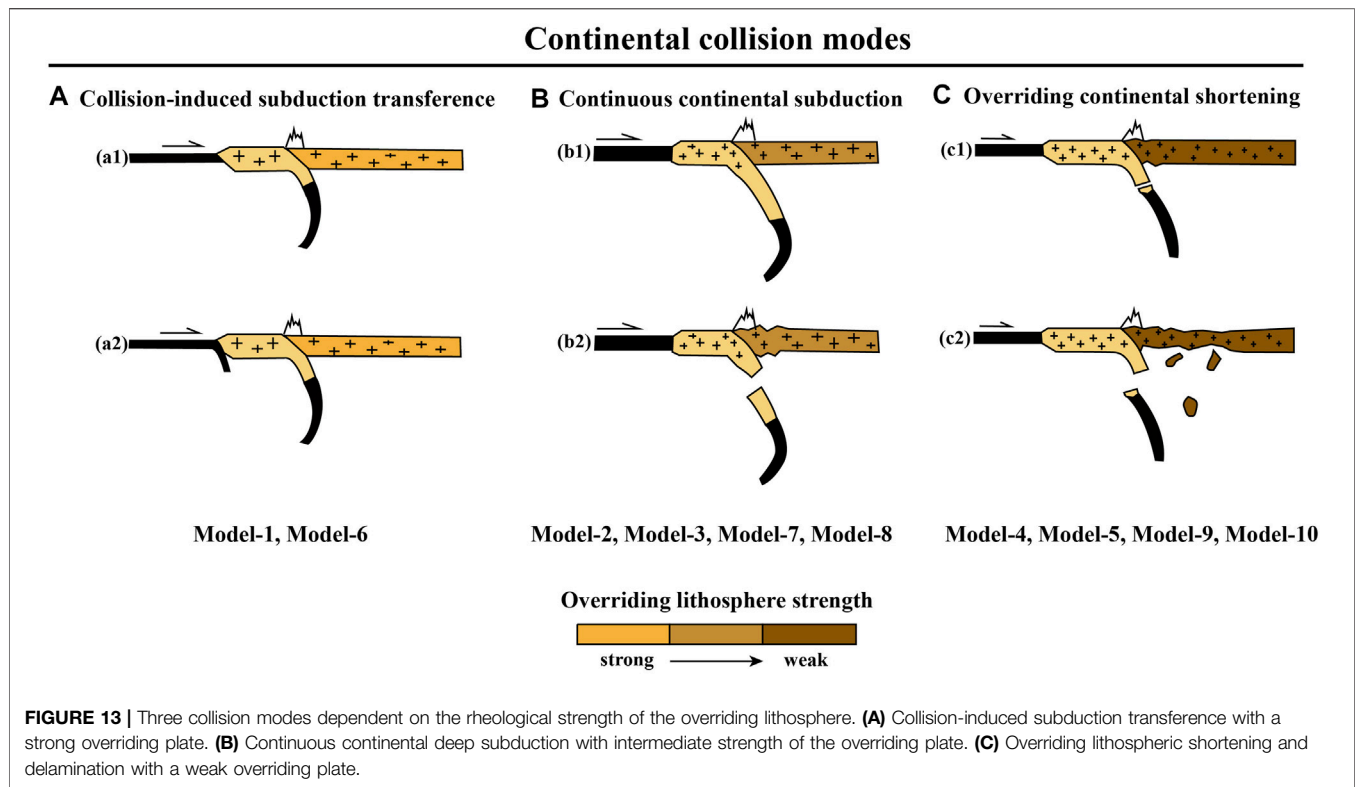 Continental collision modes
A Collision-induced subduction transference
B Continuous continental subduction
C Overriding continental shortening
(a1)
(b1)
(c1)
(a2)
(b2)
(c2)
Model-1, Model-6
Model-2, Model-3, Model-7, Model-8
Model-4, Model-5, Model-9, Model-10
Overriding lithosphere strength
strong
weak
FIGURE 13 | Three collision modes dependent on the rheological strength of the overriding lithosphere. (A) Collision-induced subduction transference with a
strong overriding plate. (B) Continuous continental deep subduction with intermediate strength of the overriding plate. (C) Overriding lithospheric shortening and
delamination with a weak overriding plate.